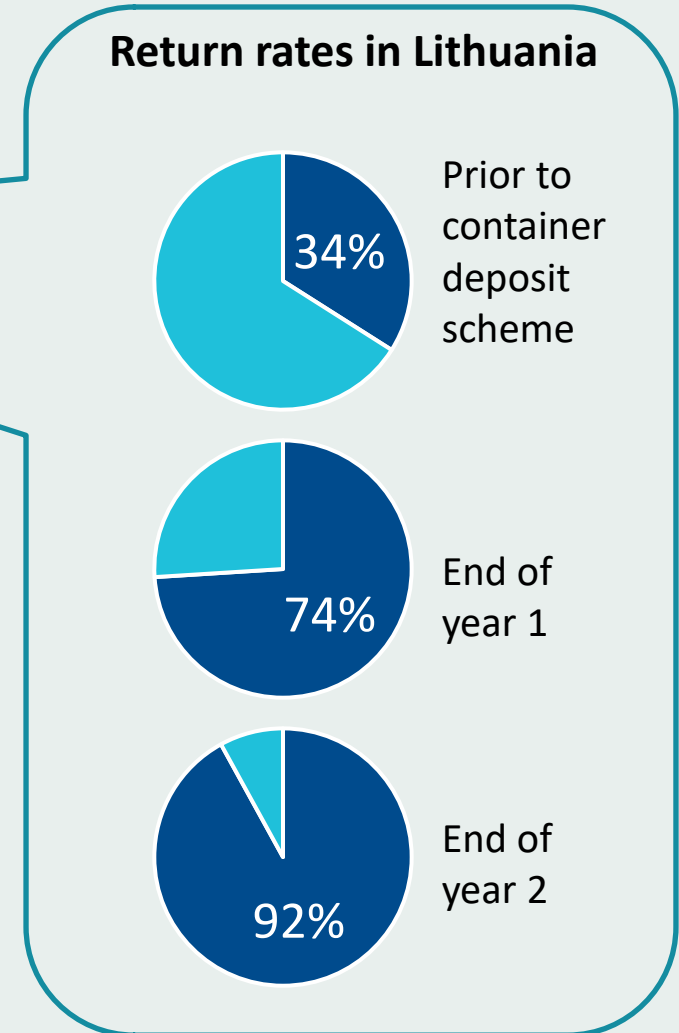 Return rates in Lithuania
34%
Prior to
container
deposit
scheme
74%
End of
year 1
92%
End of
year 2